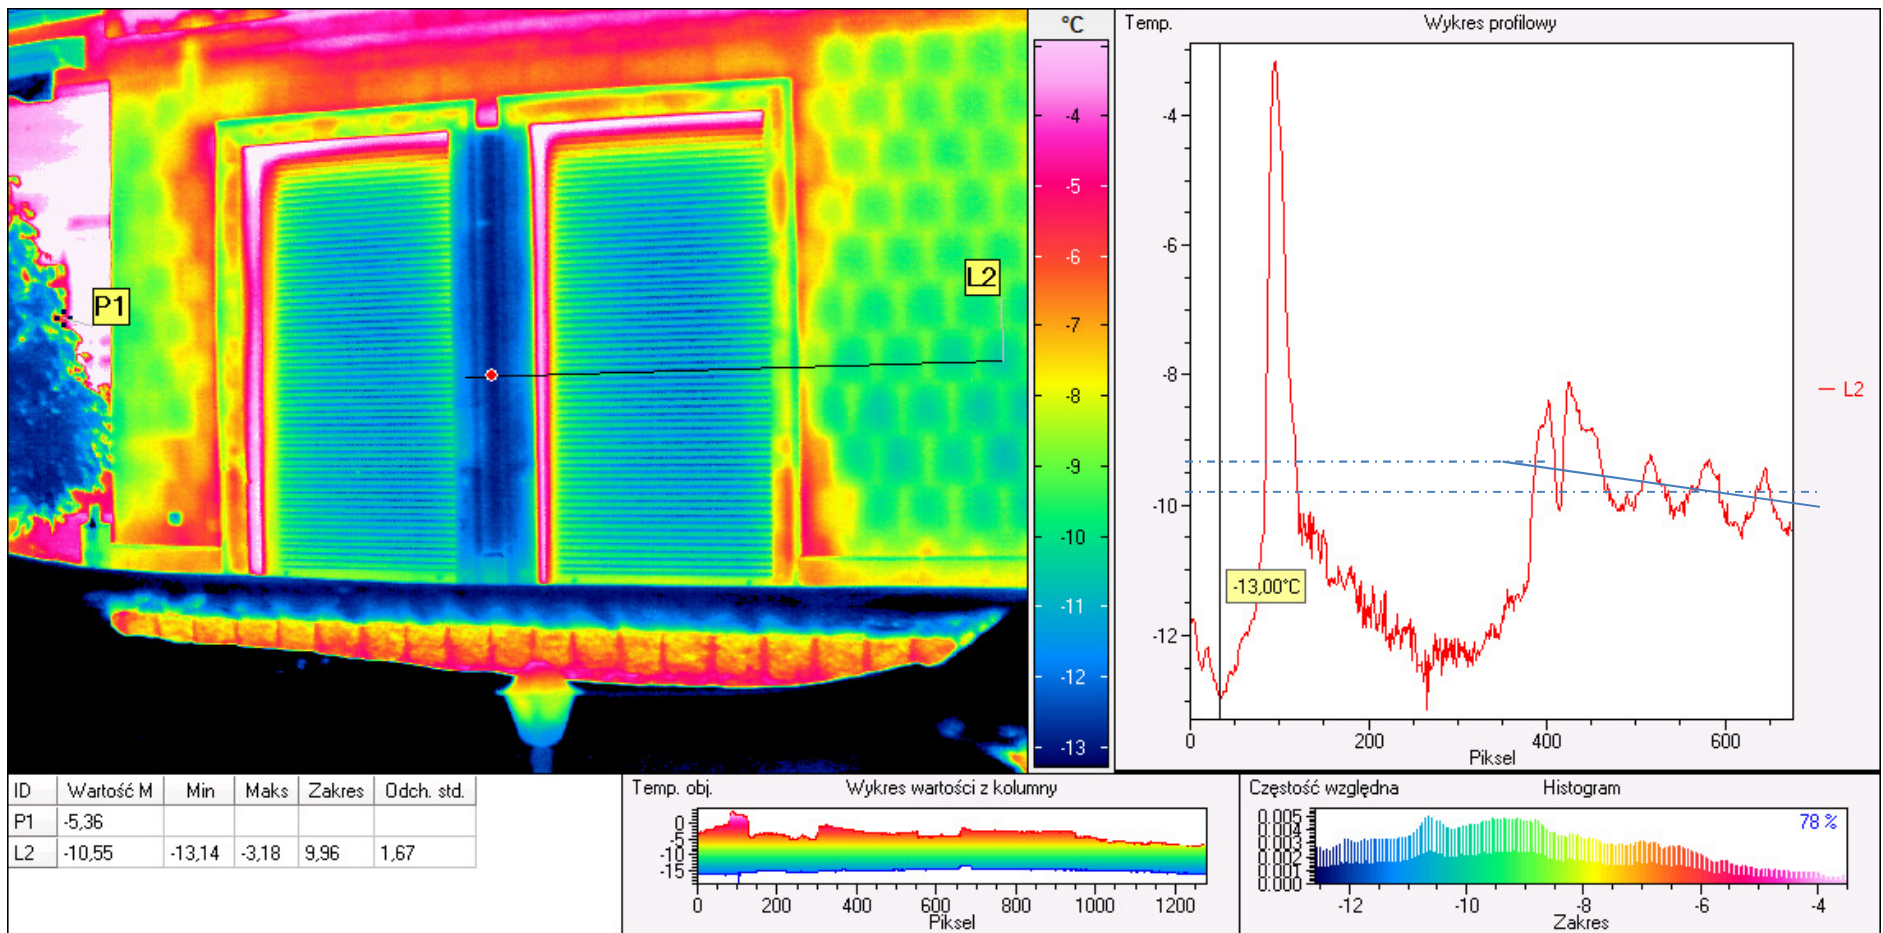 P1
L2
°C
-4
-5
-6
-7
-8
-9
-10
-11
-12
-13
Temp.
Wykres profilowy
-4
-6
-8
-10
-12
-13,00°C
L2
0
200
400
600
Piksel
ID Wartość M Min Maks Zakres Odch. std.
P1 -5,36
L2 -10,55 -13,14 -3,18 9,96 1,67
Temp. obj.
Wykres wartości z kolumny
0
-5
-10
-15
0 200 400 600 800 1000 1200
Piksel
Częstość względna
Histogram
78 %
0.005
0.004
0.003
0.002
0.001
0.000
-12 -10 -8 -6 -4
Zakres